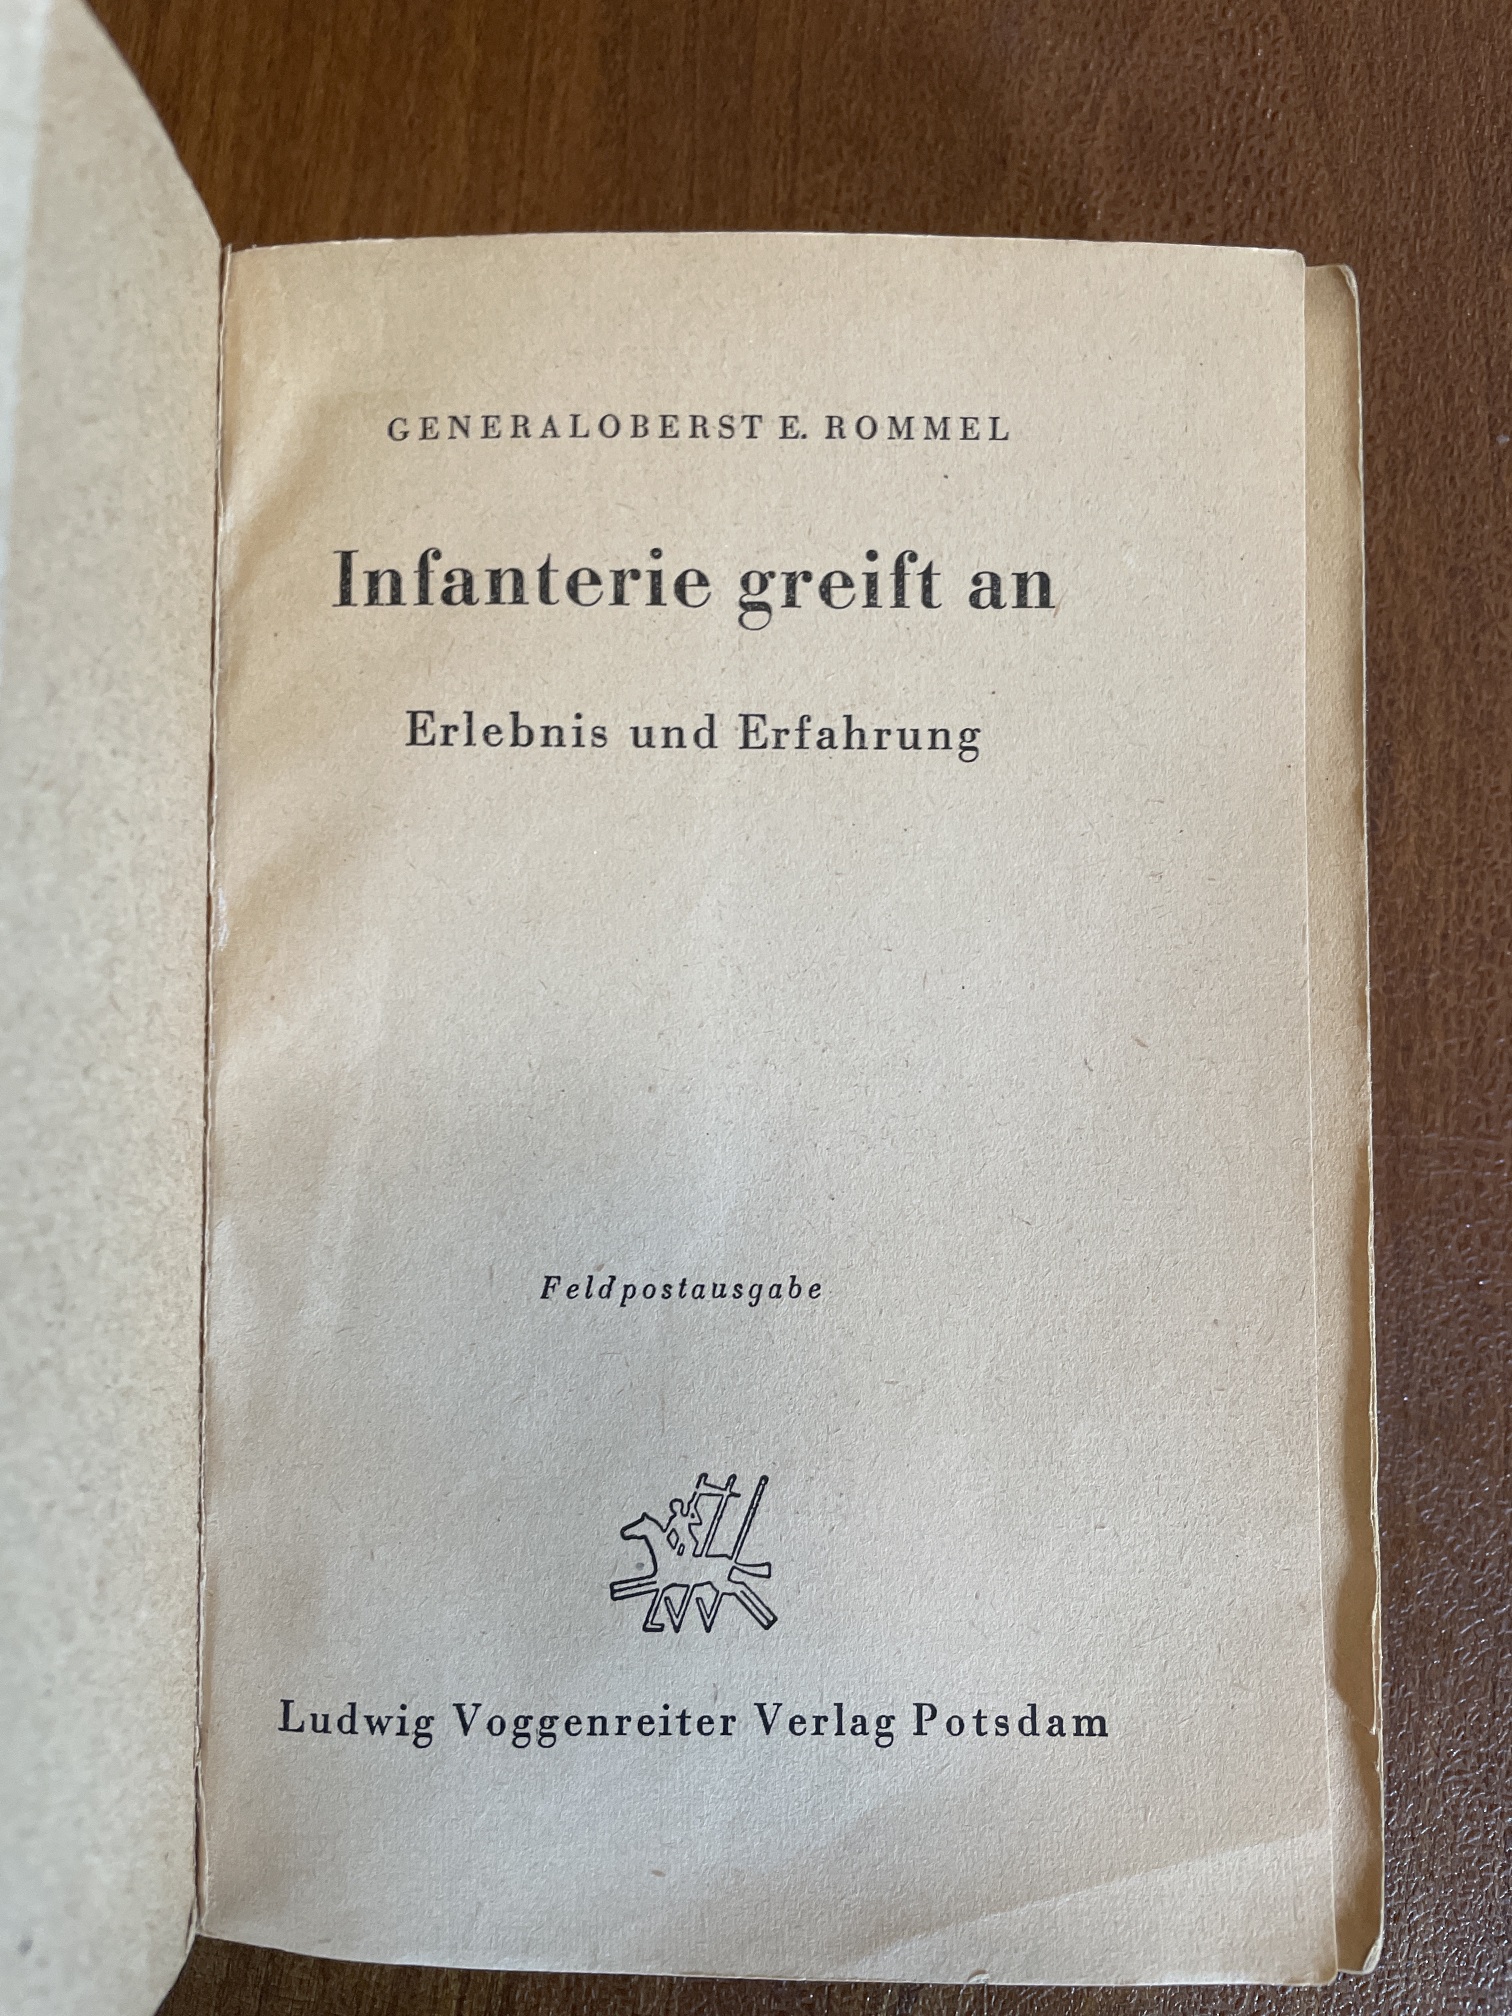 GENERALOBERST E. ROMMEL
Infanterie greift an
Erlebnis und Erfahrung
Feldpostausgabe
Ludwig Voggenreiter Verlag Potsdam